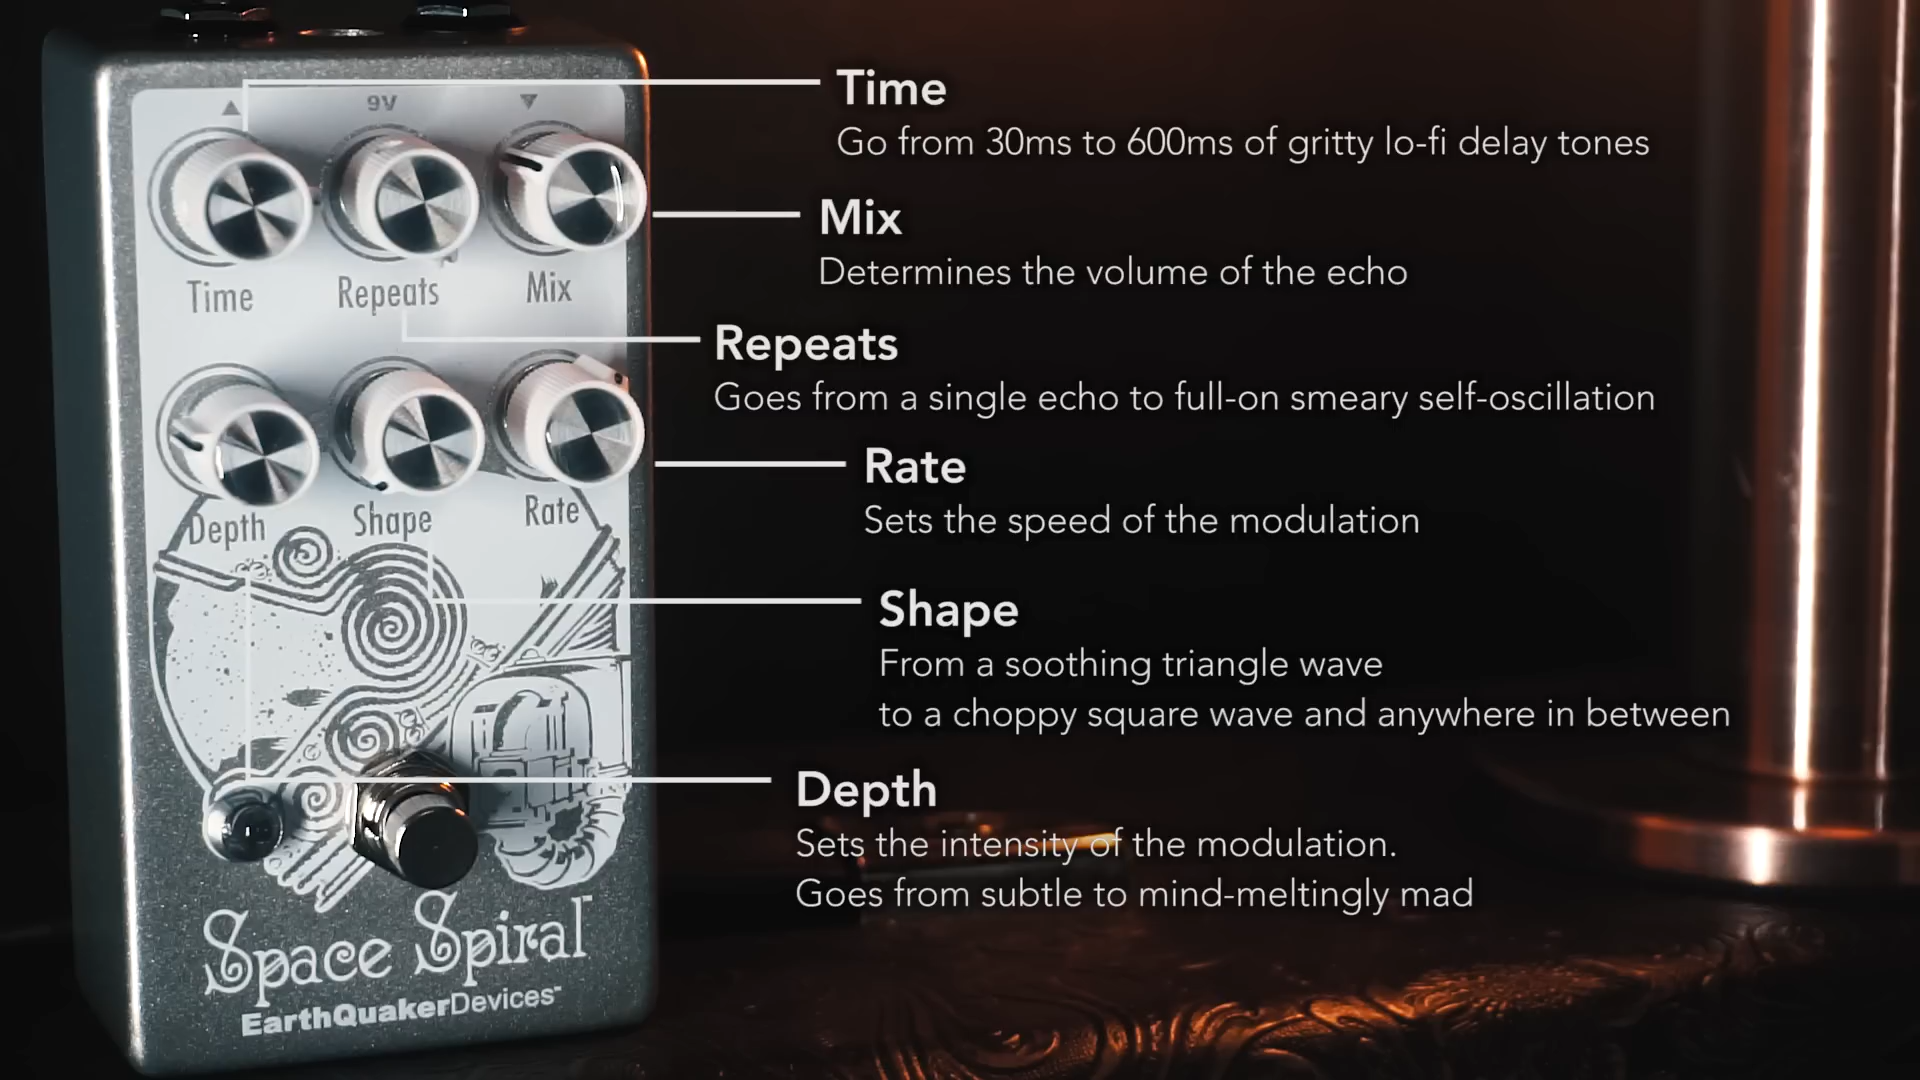 9V
Time
Repeats
Mix
Depth
Shape
Rate
Space Spiral™
EarthQuakerDevices™
Time
Go from 30ms to 600ms of gritty lo-fi delay tones
Mix
Determines the volume of the echo
Repeats
Goes from a single echo to full-on smeary self-oscillation
Rate
Sets the speed of the modulation
Shape
From a soothing triangle wave
to a choppy square wave and anywhere in between
Depth
Sets the intensity of the modulation.
Goes from subtle to mind-meltingly mad